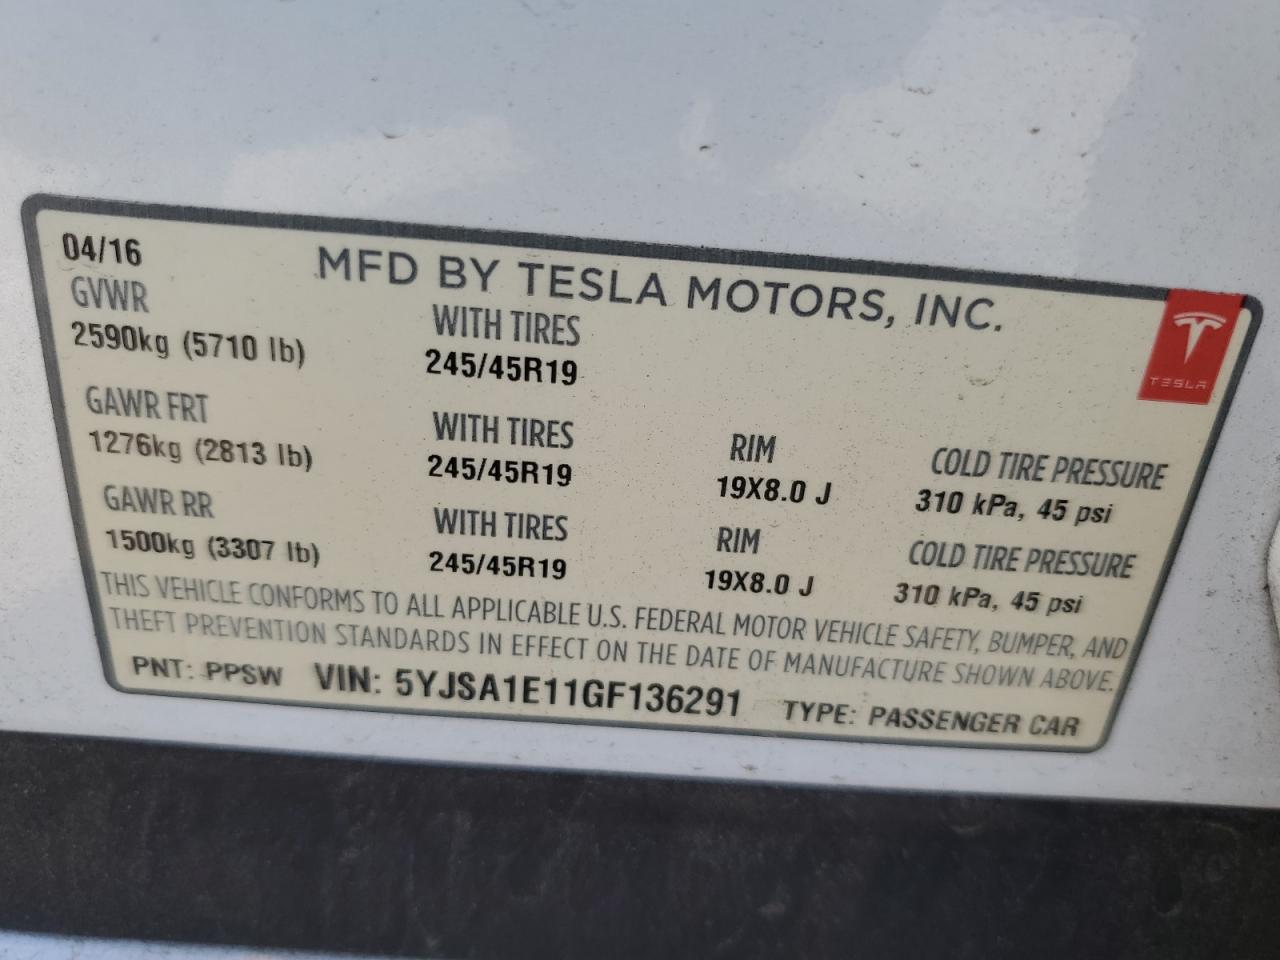 04/16
MFD BY TESLA MOTORS, INC.
GVWR WITH TIRES
2590kg (5710 lb) 245/45R19
TESLA
GAWR FRT WITH TIRES RIM COLD TIRE PRESSURE
1276kg (2813 lb) 245/45R19 19X8.0 J 310 kPa, 45 psi
GAWR RR WITH TIRES RIM COLD TIRE PRESSURE
1500kg (3307 lb) 245/45R19 19X8.0 J 310 kPa, 45 psi
THIS VEHICLE CONFORMS TO ALL APPLICABLE U.S. FEDERAL MOTOR VEHICLE SAFETY, BUMPER, AND
THEFT PREVENTION STANDARDS IN EFFECT ON THE DATE OF MANUFACTURE SHOWN ABOVE.
PNT: PPSW VIN: 5YJSA1E11GF136291 TYPE: PASSENGER CAR